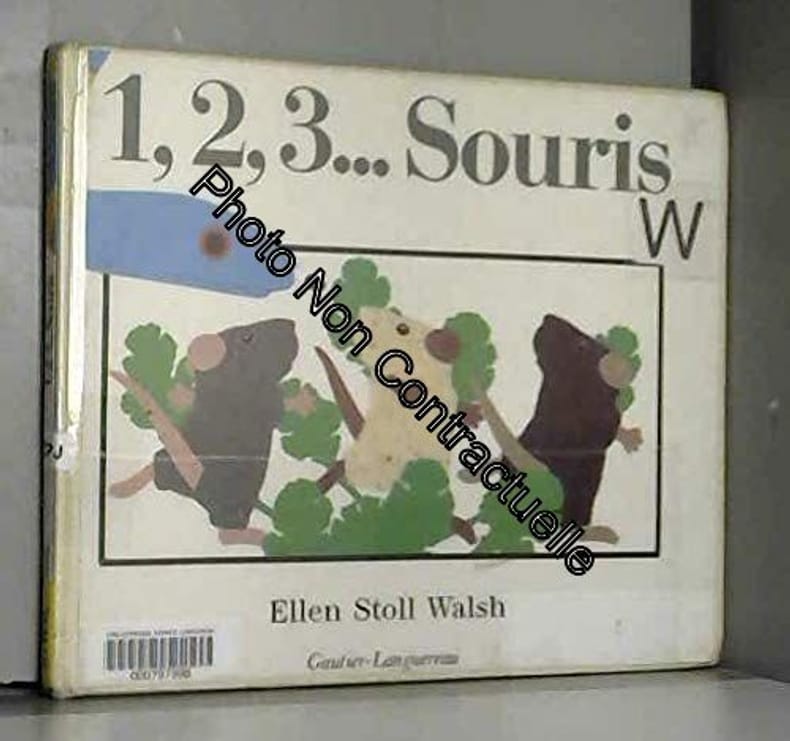 1, 2, 3... Souris
W
Photo Non Contractuelle
Ellen Stoll Walsh
Gautier-Languereau